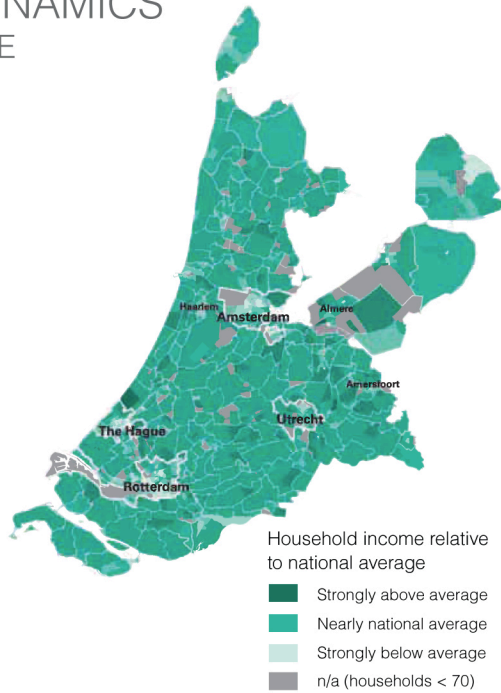 NAMICS
E
Haarlem
Amsterdam
Almere
Amersfoort
Utrecht
The Hague
Rotterdam
Household income relative
to national average
Strongly above average
Nearly national average
Strongly below average
n/a (households < 70)